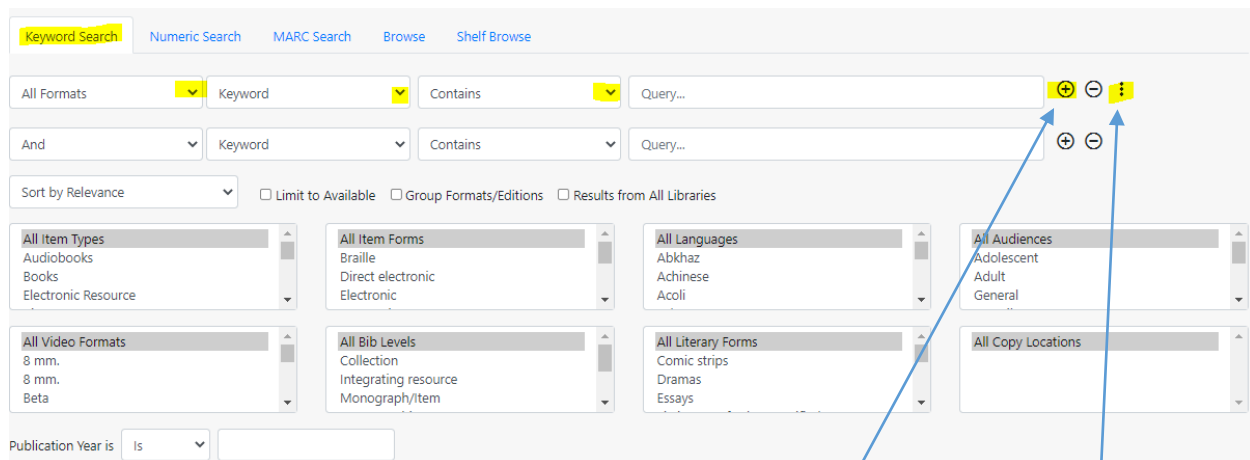 Keyword Search Numeric Search MARC Search Browse Shelf Browse
All Formats Keyword Contains Query...
And Keyword Contains Query...
Sort by Relevance Limit to Available Group Formats/Editions Results from All Libraries
All Item Types All Item Forms All Languages All Audiences
Audiobooks Braille Abkhaz Adolescent
Books Direct electronic Achinese Adult
Electronic Resource Electronic Acoli General
All Video Formats All Bib Levels All Literary Forms All Copy Locations
8 mm. Collection Comic strips
8 mm. Integrating resource Dramas
Beta Monograph/Item Essays
Publication Year is Is